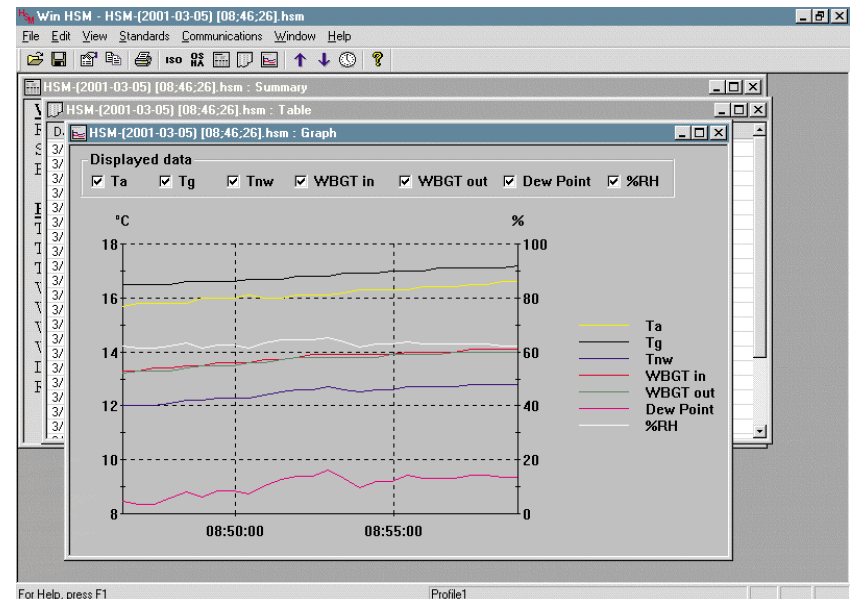 Win HSM - HSM-(2001-03-05) [08;46;26].hsm
File Edit View Standards Communications Window Help
ISO OS HA
HSM-(2001-03-05) [08;46;26].hsm : Summary
HSM-(2001-03-05) [08;46;26].hsm : Table
HSM-(2001-03-05) [08;46;26].hsm : Graph
Displayed data
Ta Tg Tnw WBGT in WBGT out Dew Point %RH
°C %
18 100
16 80
14 60
12 40
10 20
8 0
08:50:00 08:55:00
Ta
Tg
Tnw
WBGT in
WBGT out
Dew Point
%RH
For Help, press F1 Profile1